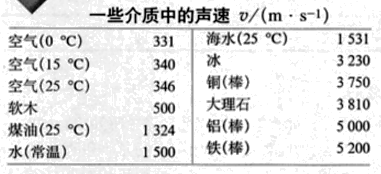 一些介质中的声速 v/(m · s⁻¹)
空气(0 ℃) 331 海水(25 ℃) 1 531
空气(15 ℃) 340 冰 3 230
空气(25 ℃) 346 铜(棒) 3 750
软木 500 大理石 3 810
煤油(25 ℃) 1 324 铝(棒) 5 000
水(常温) 1 500 铁(棒) 5 200